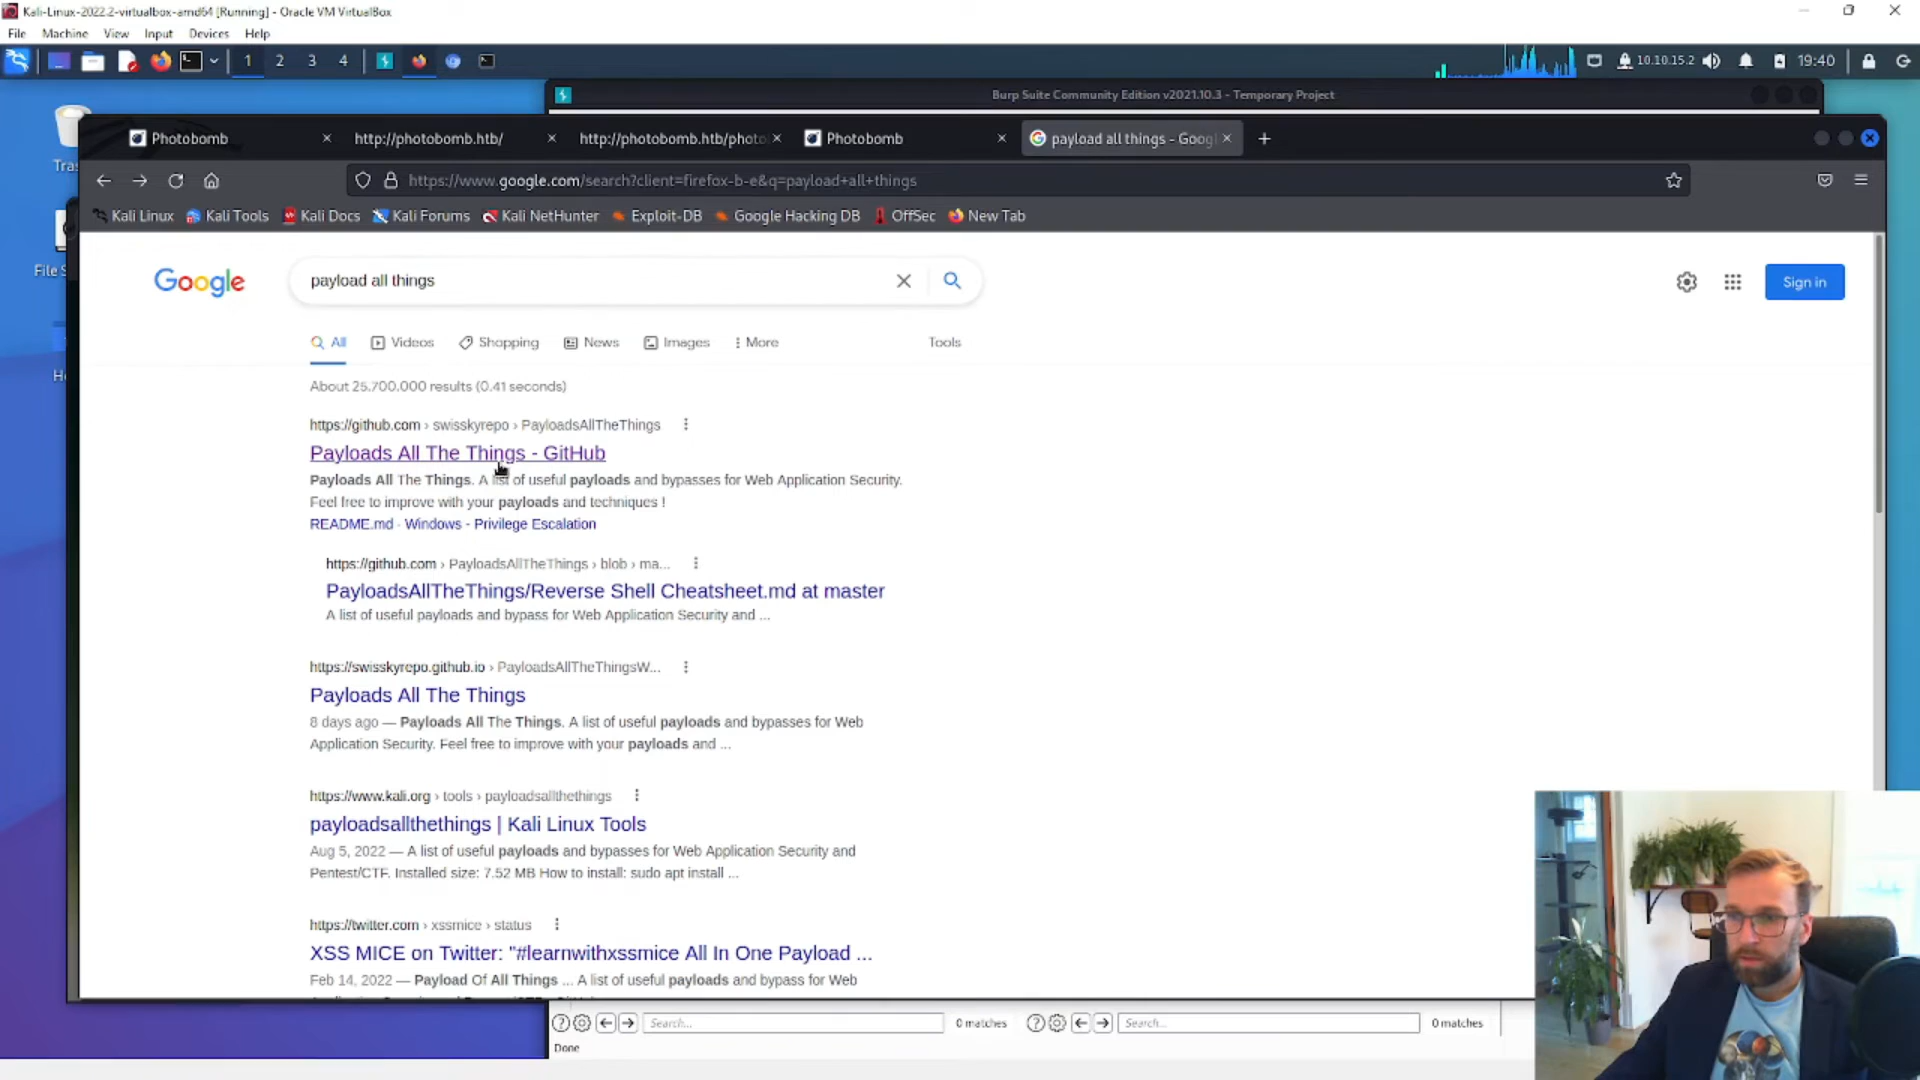 Kali-Linux-2022.2-virtualbox-amd64 [Running] - Oracle VM VirtualBox
File Machine View Input Devices Help
1 2 3 4
10.10.15.2
19:40
Burp Suite Community Edition v2021.10.3 - Temporary Project
Photobomb
http://photobomb.htb/
http://photobomb.htb/photo
Photobomb
payload all things - Googl
https://www.google.com/search?client=firefox-b-e&q=payload+all+things
Kali Linux Kali Tools Kali Docs Kali Forums Kali NetHunter Exploit-DB Google Hacking DB OffSec New Tab
Google
payload all things
Sign in
All Videos Shopping News Images More Tools
About 25.700.000 results (0.41 seconds)
https://github.com › swisskyrepo › PayloadsAllTheThings
Payloads All The Things - GitHub
Payloads All The Things. A list of useful payloads and bypasses for Web Application Security.
Feel free to improve with your payloads and techniques !
README.md · Windows - Privilege Escalation
https://github.com › PayloadsAllTheThings › blob › ma...
PayloadsAllTheThings/Reverse Shell Cheatsheet.md at master
A list of useful payloads and bypass for Web Application Security and ...
https://swisskyrepo.github.io › PayloadsAllTheThingsW...
Payloads All The Things
8 days ago — Payloads All The Things. A list of useful payloads and bypasses for Web
Application Security. Feel free to improve with your payloads and ...
https://www.kali.org › tools › payloadsallthethings
payloadsallthethings | Kali Linux Tools
Aug 5, 2022 — A list of useful payloads and bypasses for Web Application Security and
Pentest/CTF. Installed size: 7.52 MB How to install: sudo apt install ...
https://twitter.com › xssmice › status
XSS MICE on Twitter: "#learnwithxssmice All In One Payload ...
Feb 14, 2022 — Payload Of All Things ... A list of useful payloads and bypass for Web
Search... 0 matches
Search... 0 matches
Done